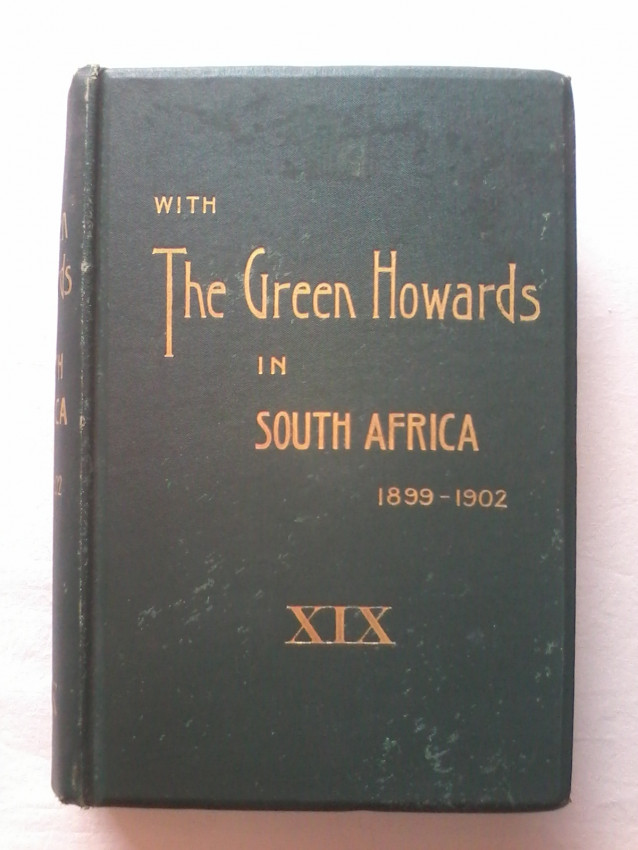 WITH
The Green Howards
IN
SOUTH AFRICA
1899-1902
XIX